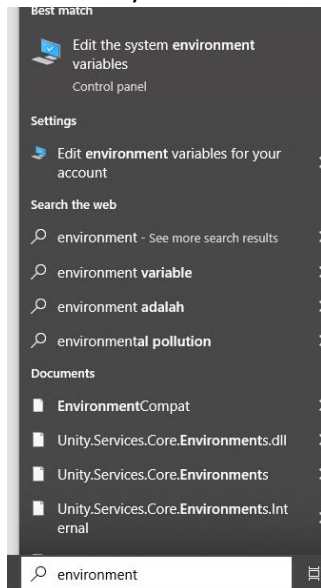 Best match
Edit the system environment
variables
Control panel
Settings
Edit environment variables for your
account
Search the web
environment - See more search results
environment variable
environment adalah
environmental pollution
Documents
EnvironmentCompat
Unity.Services.Core.Environments.dll
Unity.Services.Core.Environments
Unity.Services.Core.Environments.Int
ernal
environment